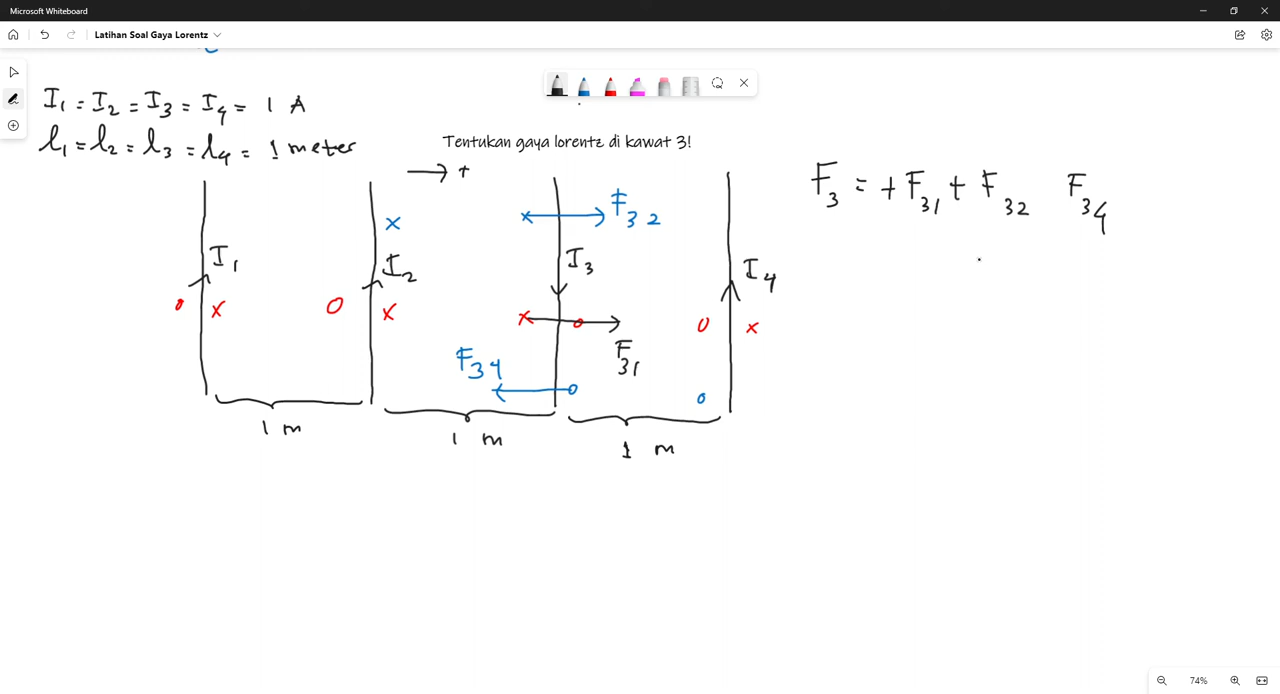 Microsoft Whiteboard
Latihan Soal Gaya Lorentz
I₁ = I₂ = I₃ = I₄ = 1 A
l₁ = l₂ = l₃ = l₄ = 1 meter
Tentukan gaya lorentz di kawat 3!
→ +
F₃ = + F₃₁ + F₃₂ F₃₄
x
x F₃₂
I₁
I₂
I₃
I₄
o x
o x
x o
o x
F₃₁
F₃₄
o
o
1 m
1 m
1 m
74%